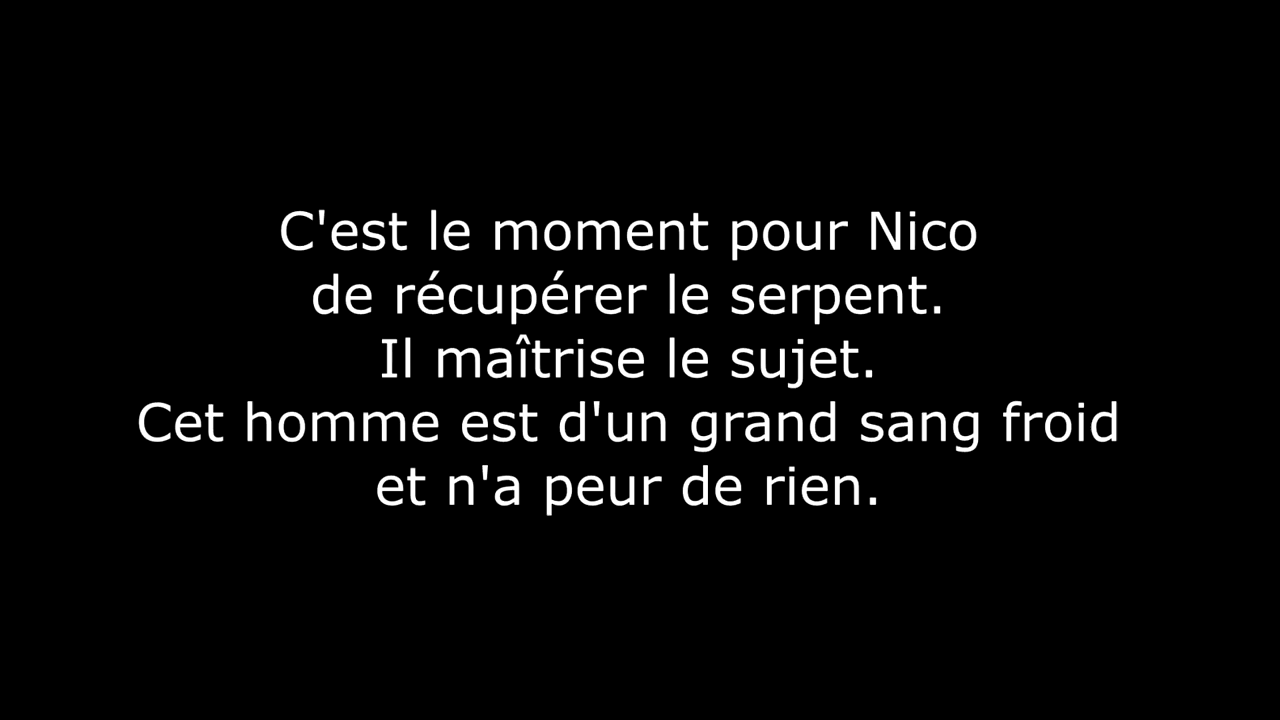 C'est le moment pour Nico
de récupérer le serpent.
Il maîtrise le sujet.
Cet homme est d'un grand sang froid
et n'a peur de rien.